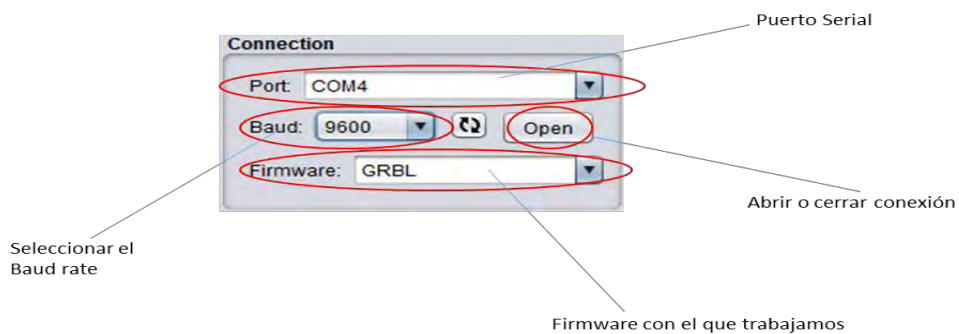 Puerto Serial
Connection
Port: COM4
Baud: 9600 Open
Firmware: GRBL
Abrir o cerrar conexión
Seleccionar el
Baud rate
Firmware con el que trabajamos